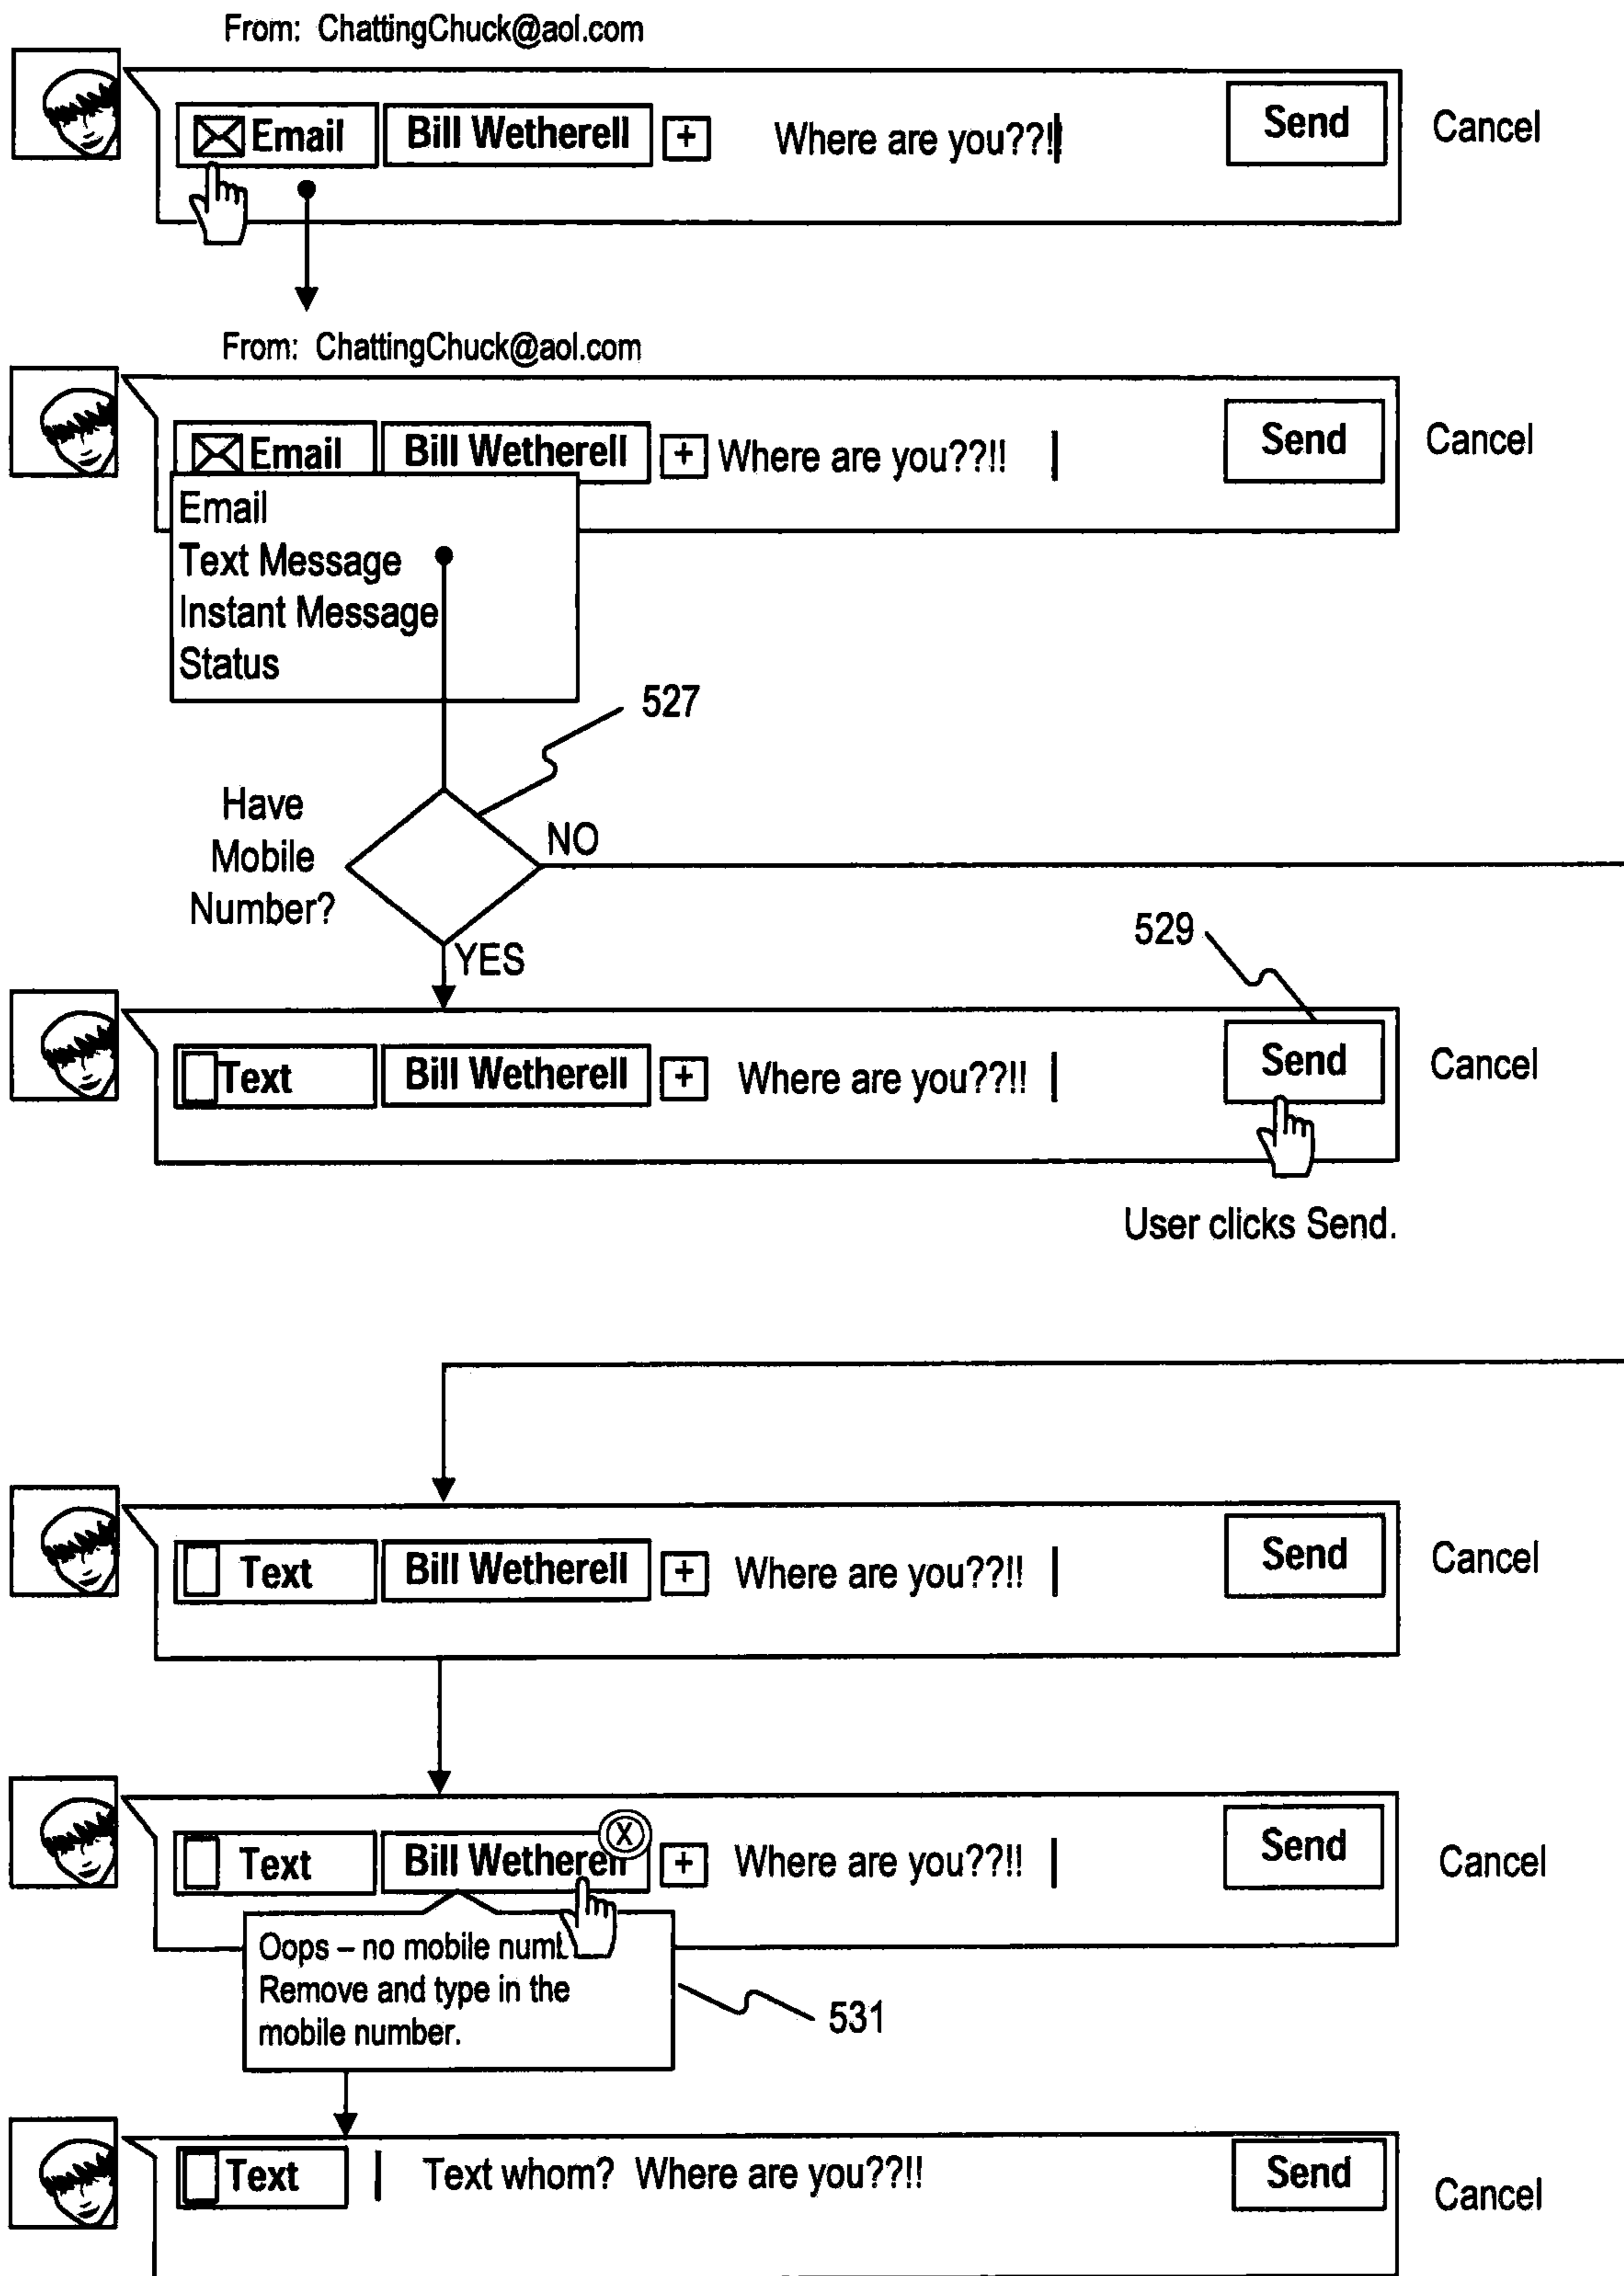 From: ChattingChuck@aol.com
Email Bill Wetherell + Where are you??!! Send Cancel
From: ChattingChuck@aol.com
Email Bill Wetherell + Where are you??!! Send Cancel
Email
Text Message
Instant Message
Status
527
Have
Mobile
Number?
NO
YES
529
Text Bill Wetherell + Where are you??!! Send Cancel
User clicks Send.
Text Bill Wetherell + Where are you??!! Send Cancel
X
Text Bill Wetherell + Where are you??!! Send Cancel
Oops – no mobile
Remove and type in the
mobile number.
531
Text Text whom? Where are you??!! Send Cancel